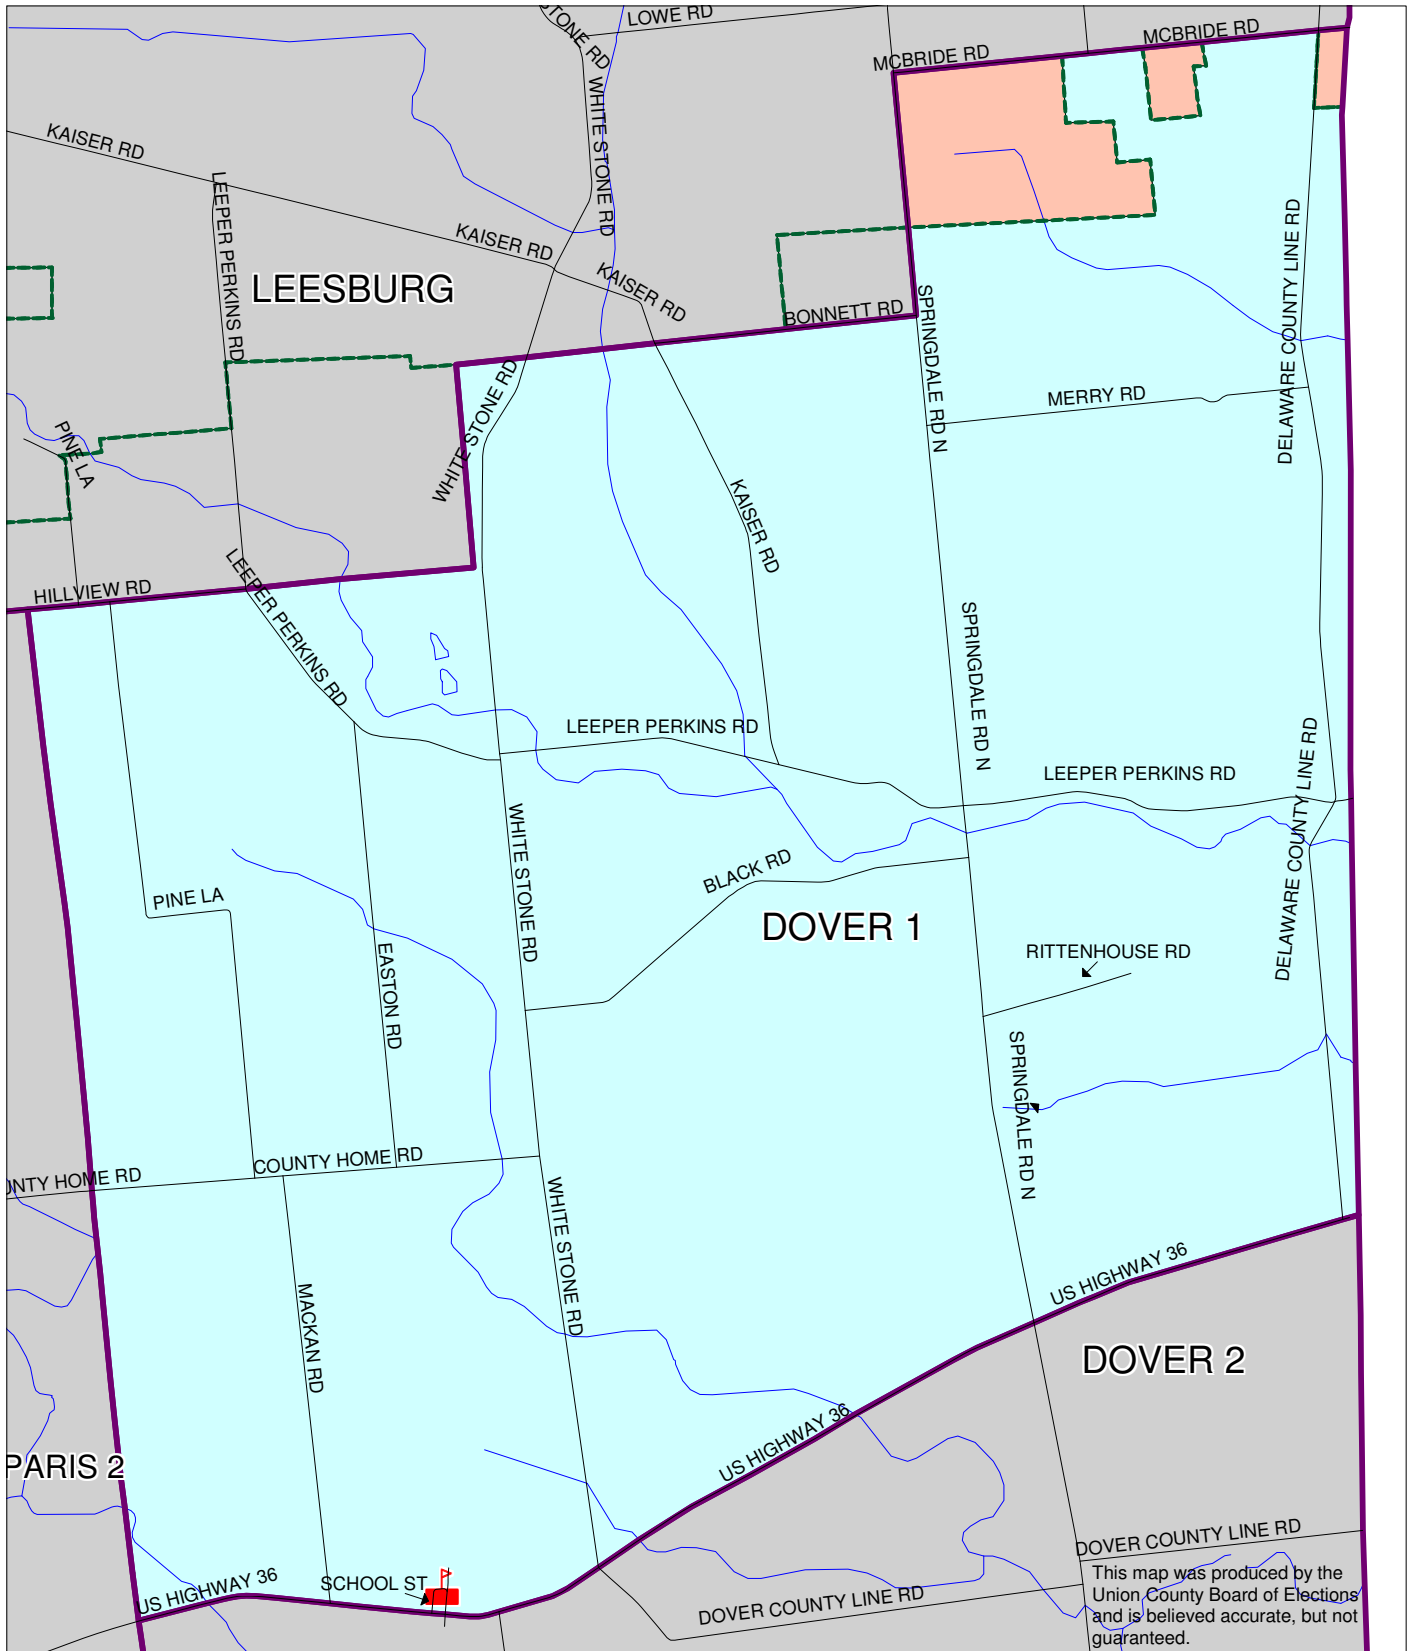 STONE RD
LOWE RD
MCBRIDE RD
MCBRIDE RD
WHITE STONE RD
KAISER RD
LEEPER PERKINS RD
KAISER RD
KAISER RD
LEESBURG
DELAWARE COUNTY LINE RD
BONNETT RD
SPRINGDALE RD N
MERRY RD
WHITE STONE RD
PINE LA
KAISER RD
LEEPER PERKINS RD
HILLVIEW RD
SPRINGDALE RD N
LEEPER PERKINS RD
LEEPER PERKINS RD
DELAWARE COUNTY LINE RD
WHITE STONE RD
BLACK RD
PINE LA
DOVER 1
EASTON RD
RITTENHOUSE RD
SPRINGDALE RD N
COUNTY HOME RD
UNTY HOME RD
WHITE STONE RD
US HIGHWAY 36
MACKAN RD
DOVER 2
US HIGHWAY 36
PARIS 2
DOVER COUNTY LINE RD
SCHOOL ST
US HIGHWAY 36
DOVER COUNTY LINE RD
This map was produced by the
Union County Board of Elections
and is believed accurate, but not
guaranteed.